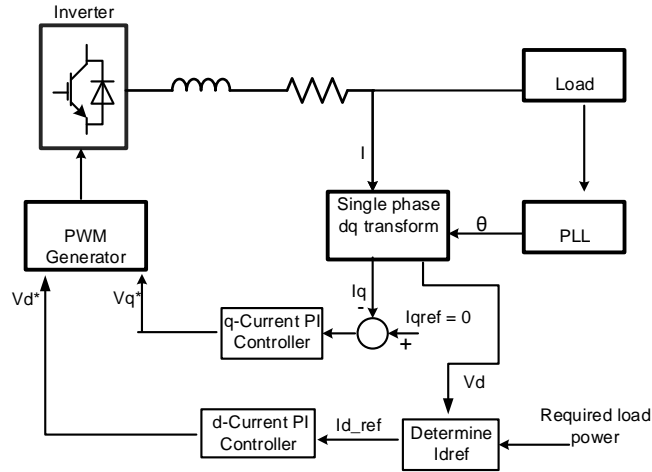 Inverter
Load
I
Single phase
dq transform
θ
PLL
PWM
Generator
Vd*
Vq*
Iq
-
Iqref = 0
+
q-Current PI
Controller
Vd
d-Current PI
Controller
Id_ref
Determine
Idref
Required load
power